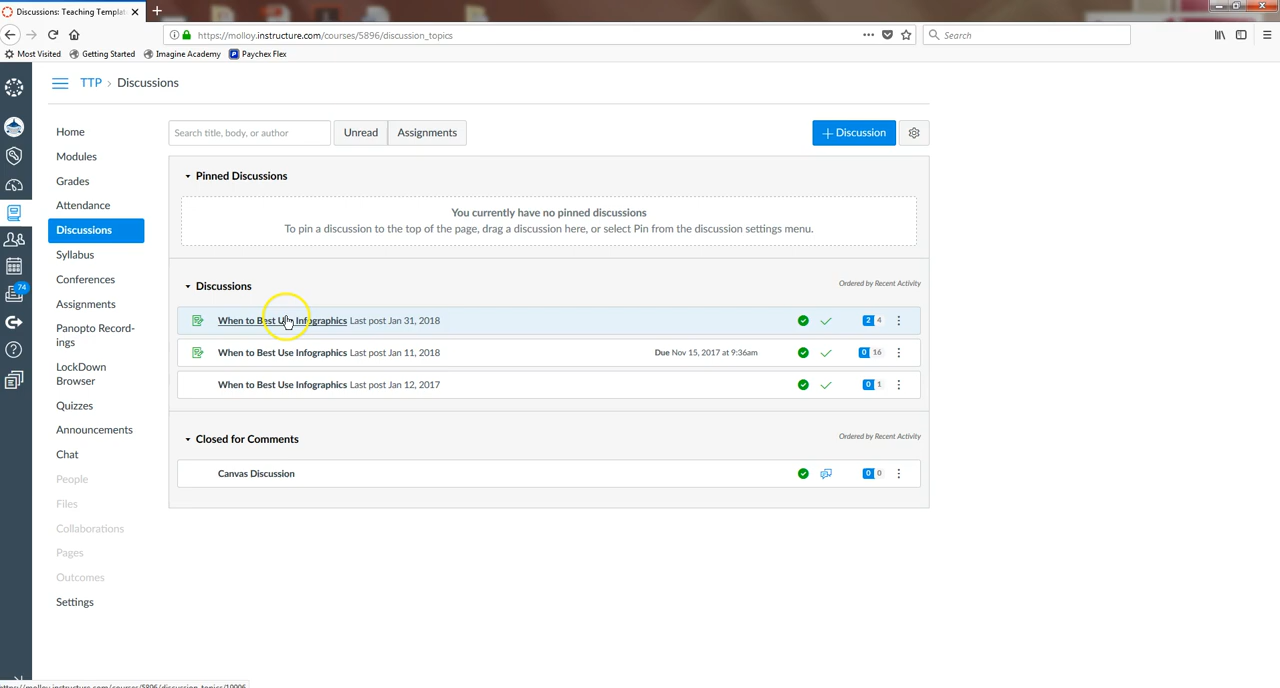 Discussions: Teaching Templat
https://molloy.instructure.com/courses/5896/discussion_topics
Search
Most Visited Getting Started Imagine Academy Paychex Flex
TTP > Discussions
Home
Modules
Grades
Attendance
Discussions
Syllabus
Conferences
Assignments
Panopto Record-
ings
LockDown
Browser
Quizzes
Announcements
Chat
People
Files
Collaborations
Pages
Outcomes
Settings
74
Search title, body, or author Unread Assignments + Discussion
Pinned Discussions
You currently have no pinned discussions
To pin a discussion to the top of the page, drag a discussion here, or select Pin from the discussion settings menu.
Discussions Ordered by Recent Activity
When to Best Use Infographics Last post Jan 31, 2018 2 4
When to Best Use Infographics Last post Jan 11, 2018 Due Nov 15, 2017 at 9:36am 0 16
When to Best Use Infographics Last post Jan 12, 2017 0 1
Closed for Comments Ordered by Recent Activity
Canvas Discussion 0 0